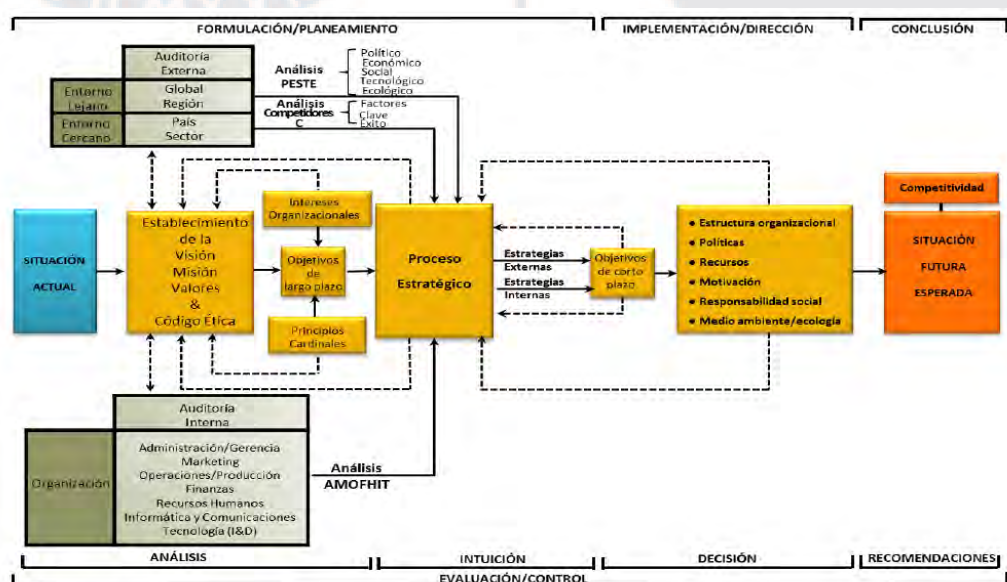 FORMULACIÓN/PLANEAMIENTO
IMPLEMENTACIÓN/DIRECCIÓN
CONCLUSIÓN
Auditoría
Externa
Entorno
Lejano
Global
Región
Entorno
Cercano
País
Sector
Análisis
PESTE
Político
Económico
Social
Tecnológico
Ecológico
Análisis
Competidores
C
Factores
Clave
Éxito
SITUACIÓN
ACTUAL
Establecimiento
de la
Visión
Misión
Valores
&
Código Ética
Intereses
Organizacionales
Objetivos
de
largo plazo
Principios
Cardinales
Proceso
Estratégico
Estrategias
Externas
Estrategias
Internas
Objetivos
de corto
plazo
• Estructura organizacional
• Políticas
• Recursos
• Motivación
• Responsabilidad social
• Medio ambiente/ecología
Competitividad
SITUACIÓN
FUTURA
ESPERADA
Auditoría
Interna
Organización
Administración/Gerencia
Marketing
Operaciones/Producción
Finanzas
Recursos Humanos
Informática y Comunicaciones
Tecnología (I&D)
Análisis
AMOFHIT
ANÁLISIS
INTUICIÓN
DECISIÓN
RECOMENDACIONES
EVALUACIÓN/CONTROL